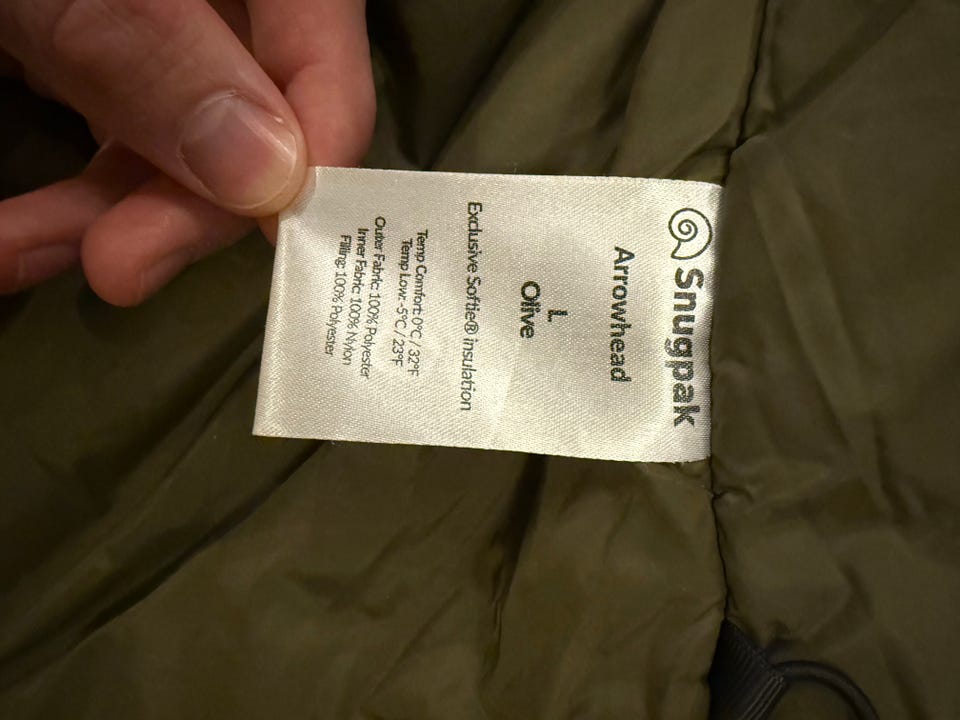 Snugpak
Arrowhead
L
Olive
Exclusive Softie® insulation
Temp Comfort: 0°C / 32°F
Temp Low: -5°C / 23°F
Outer Fabric: 100% Polyester
Inner Fabric: 100% Nylon
Filling: 100% Polyester